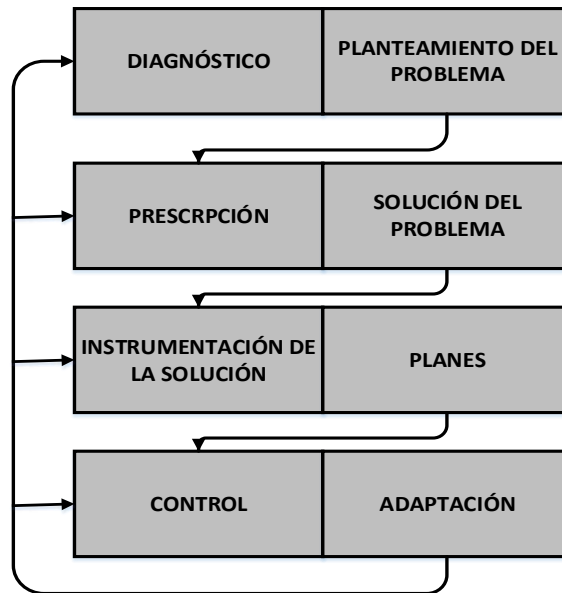 DIAGNÓSTICO
PLANTEAMIENTO DEL
PROBLEMA
PRESCRPCIÓN
SOLUCIÓN DEL
PROBLEMA
INSTRUMENTACIÓN DE
LA SOLUCIÓN
PLANES
CONTROL
ADAPTACIÓN